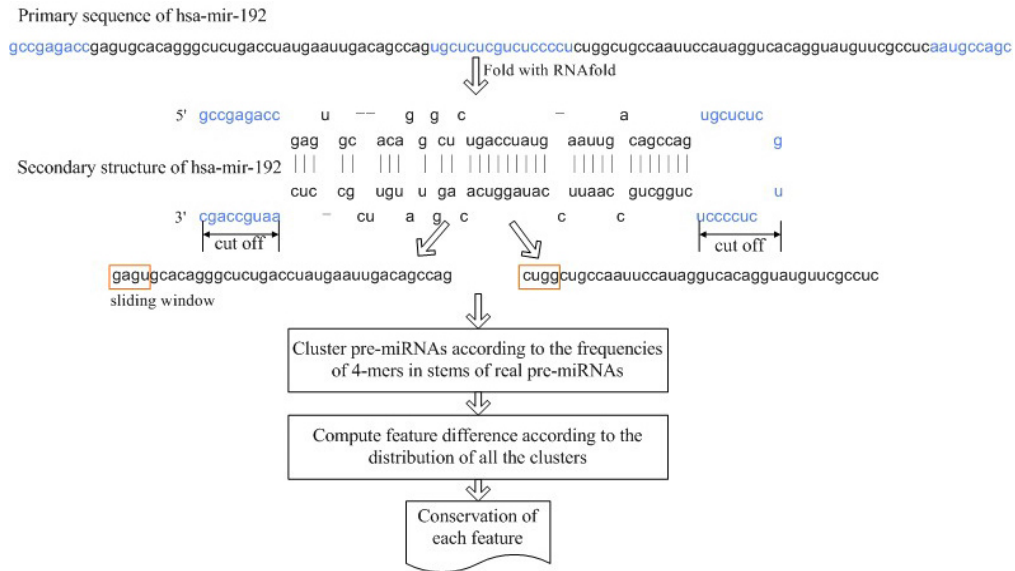 Primary sequence of hsa-mir-192
gccgagaccgagugcacagggcucugaccuaugaauugacagccagugcucucgucuccccucuggcugccaauuccauaggucacagguauguucgccucaaugccagc
Fold with RNAfold
5' gccgagacc u -- g g c - a ugcucuc
gag gc aca g cu ugaccuaug aauug cagccag g
Secondary structure of hsa-mir-192
cuc cg ugu u ga acuggauac uuaac gucgguc u
3' cgaccguaa - cu a g c c c uccccuc
cut off cut off
gagugcacagggcucugaccuaugaauugacagccag cuggcugccaauuccauaggucacagguauguucgccuc
sliding window
Cluster pre-miRNAs according to the frequencies
of 4-mers in stems of real pre-miRNAs
Compute feature difference according to the
distribution of all the clusters
Conservation of
each feature